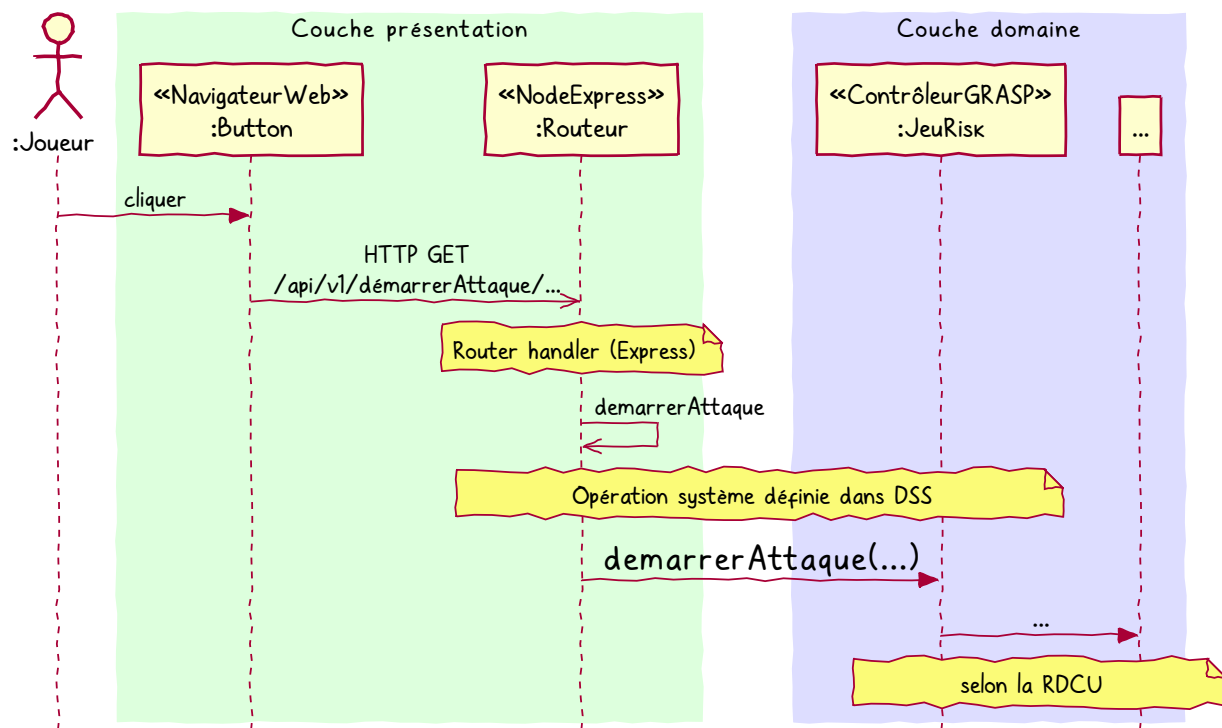 Couche présentation
Couche domaine
:Joueur
«NavigateurWeb»
:Button
«NodeExpress»
:Routeur
«ContrôleurGRASP»
:JeuRisk
...
cliquer
HTTP GET
/api/v1/démarrerAttaque/...
Router handler (Express)
demarrerAttaque
Opération système définie dans DSS
demarrerAttaque(...)
...
selon la RDCU